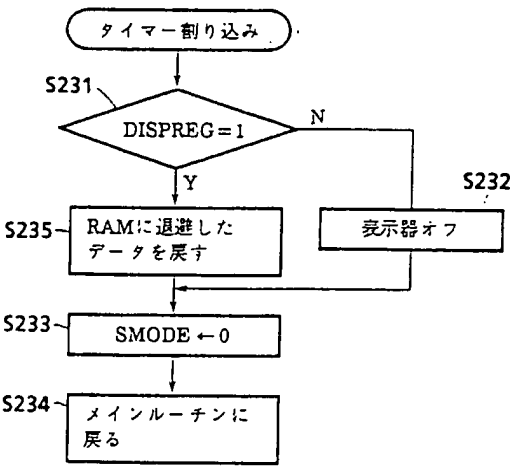 タイマー割り込み
S231
DISPREG=1
N
Y
S232
S235
RAMに退避した
データを戻す
表示器オフ
S233
SMODE←0
S234
メインルーチンに
戻る